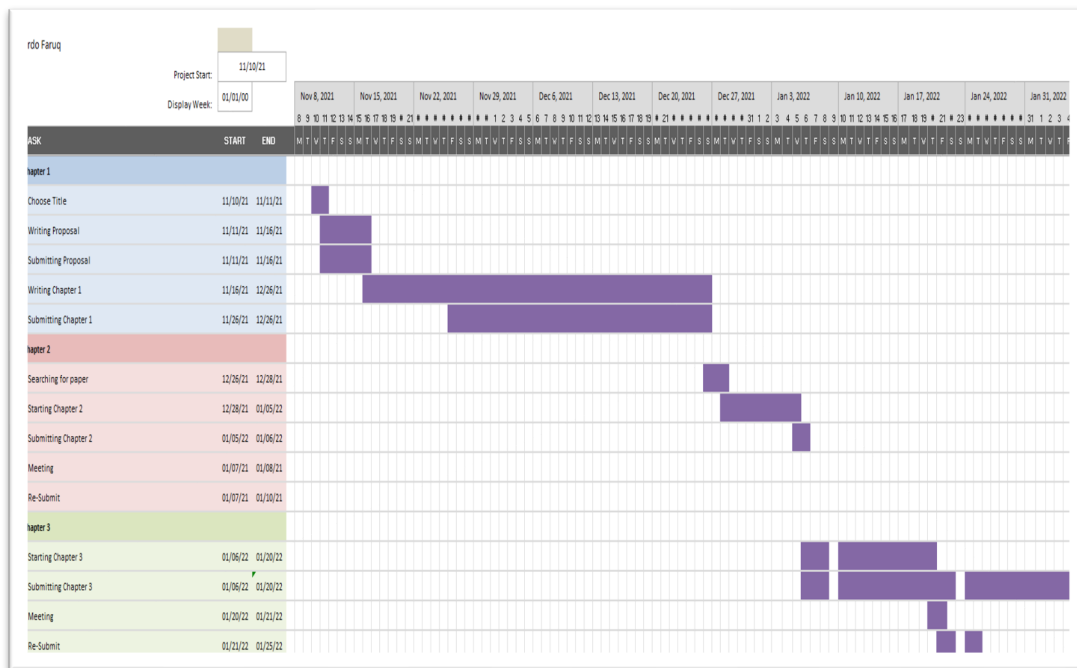 rdo Faruq
Project Start: 11/10/21
Display Week: 01/01/00
Nov 8, 2021 Nov 15, 2021 Nov 22, 2021 Nov 29, 2021 Dec 6, 2021 Dec 13, 2021 Dec 20, 2021 Dec 27, 2021 Jan 3, 2022 Jan 10, 2022 Jan 17, 2022 Jan 24, 2022 Jan 31, 2022
ASK START END
hapter 1
Choose Title 11/10/21 11/11/21
Writing Proposal 11/11/21 11/16/21
Submitting Proposal 11/11/21 11/16/21
Writing Chapter 1 11/16/21 12/26/21
Submitting Chapter 1 11/26/21 12/26/21
hapter 2
Searching for paper 12/26/21 12/28/21
Starting Chapter 2 12/28/21 01/05/22
Submitting Chapter 2 01/05/22 01/06/22
Meeting 01/07/21 01/08/21
Re-Submit 01/07/21 01/10/21
hapter 3
Starting Chapter 3 01/06/22 01/20/22
Submitting Chapter 3 01/06/22 01/20/22
Meeting 01/20/22 01/21/22
Re-Submit 01/21/22 01/25/22